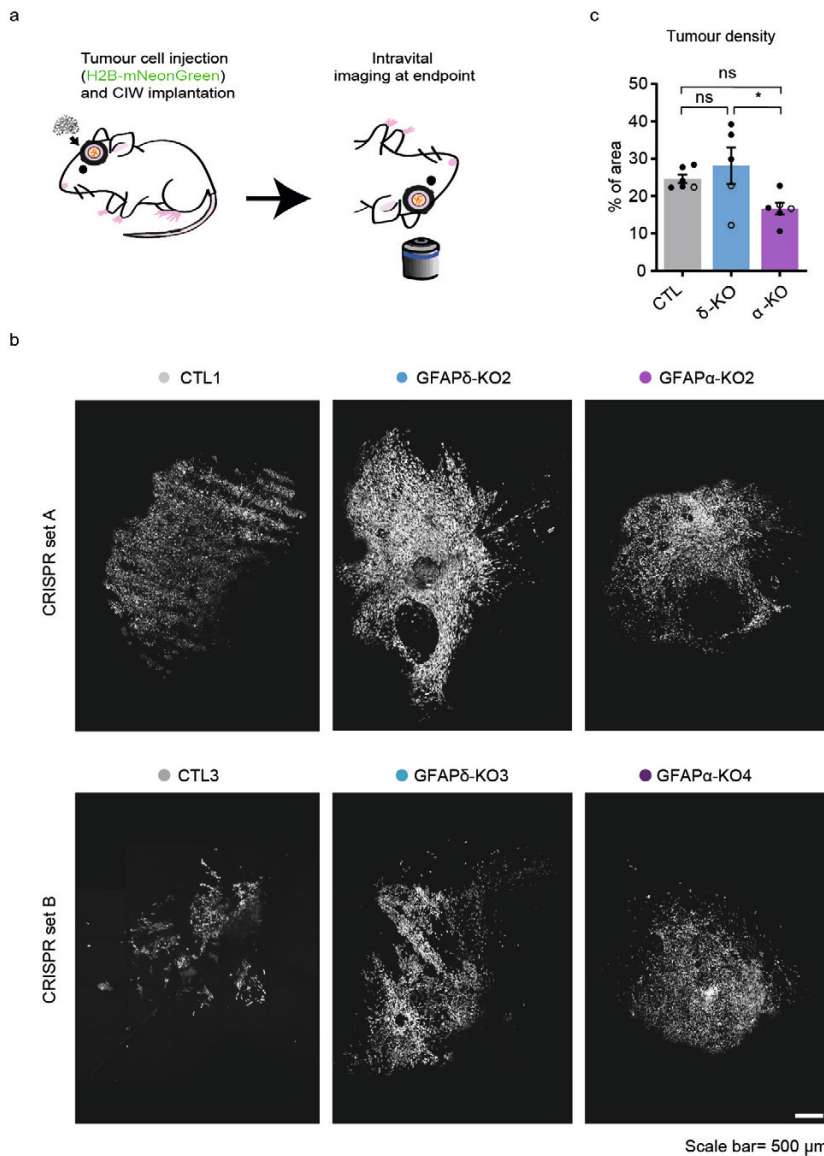 a
Tumour cell injection
(H2B-mNeonGreen)
and CIW implantation
Intravital
imaging at endpoint
c
Tumour density
ns
ns
*
% of area
50
40
30
20
10
0
CTL
δ-KO
α-KO
b
CTL1
GFAPδ-KO2
GFAPα-KO2
CRISPR set A
CTL3
GFAPδ-KO3
GFAPα-KO4
CRISPR set B
Scale bar= 500 µm